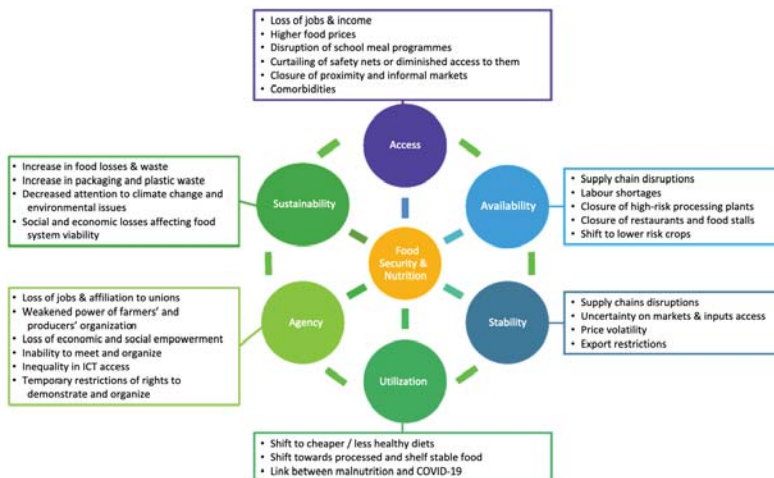 • Loss of jobs & income
• Higher food prices
• Disruption of school meal programmes
• Curtailing of safety nets or diminished access to them
• Closure of proximity and informal markets
• Comorbidities
Access
• Increase in food losses & waste
• Increase in packaging and plastic waste
• Decreased attention to climate change and
environmental issues
• Social and economic losses affecting food
system viability
Sustainability
Availability
• Supply chain disruptions
• Labour shortages
• Closure of high-risk processing plants
• Closure of restaurants and food stalls
• Shift to lower risk crops
Food
Security &
Nutrition
• Loss of jobs & affiliation to unions
• Weakened power of farmers' and
producers' organization
• Loss of economic and social empowerment
• Inability to meet and organize
• Inequality in ICT access
• Temporary restrictions of rights to
demonstrate and organize
Agency
Stability
• Supply chains disruptions
• Uncertainty on markets & inputs access
• Price volatility
• Export restrictions
Utilization
• Shift to cheaper / less healthy diets
• Shift towards processed and shelf stable food
• Link between malnutrition and COVID-19